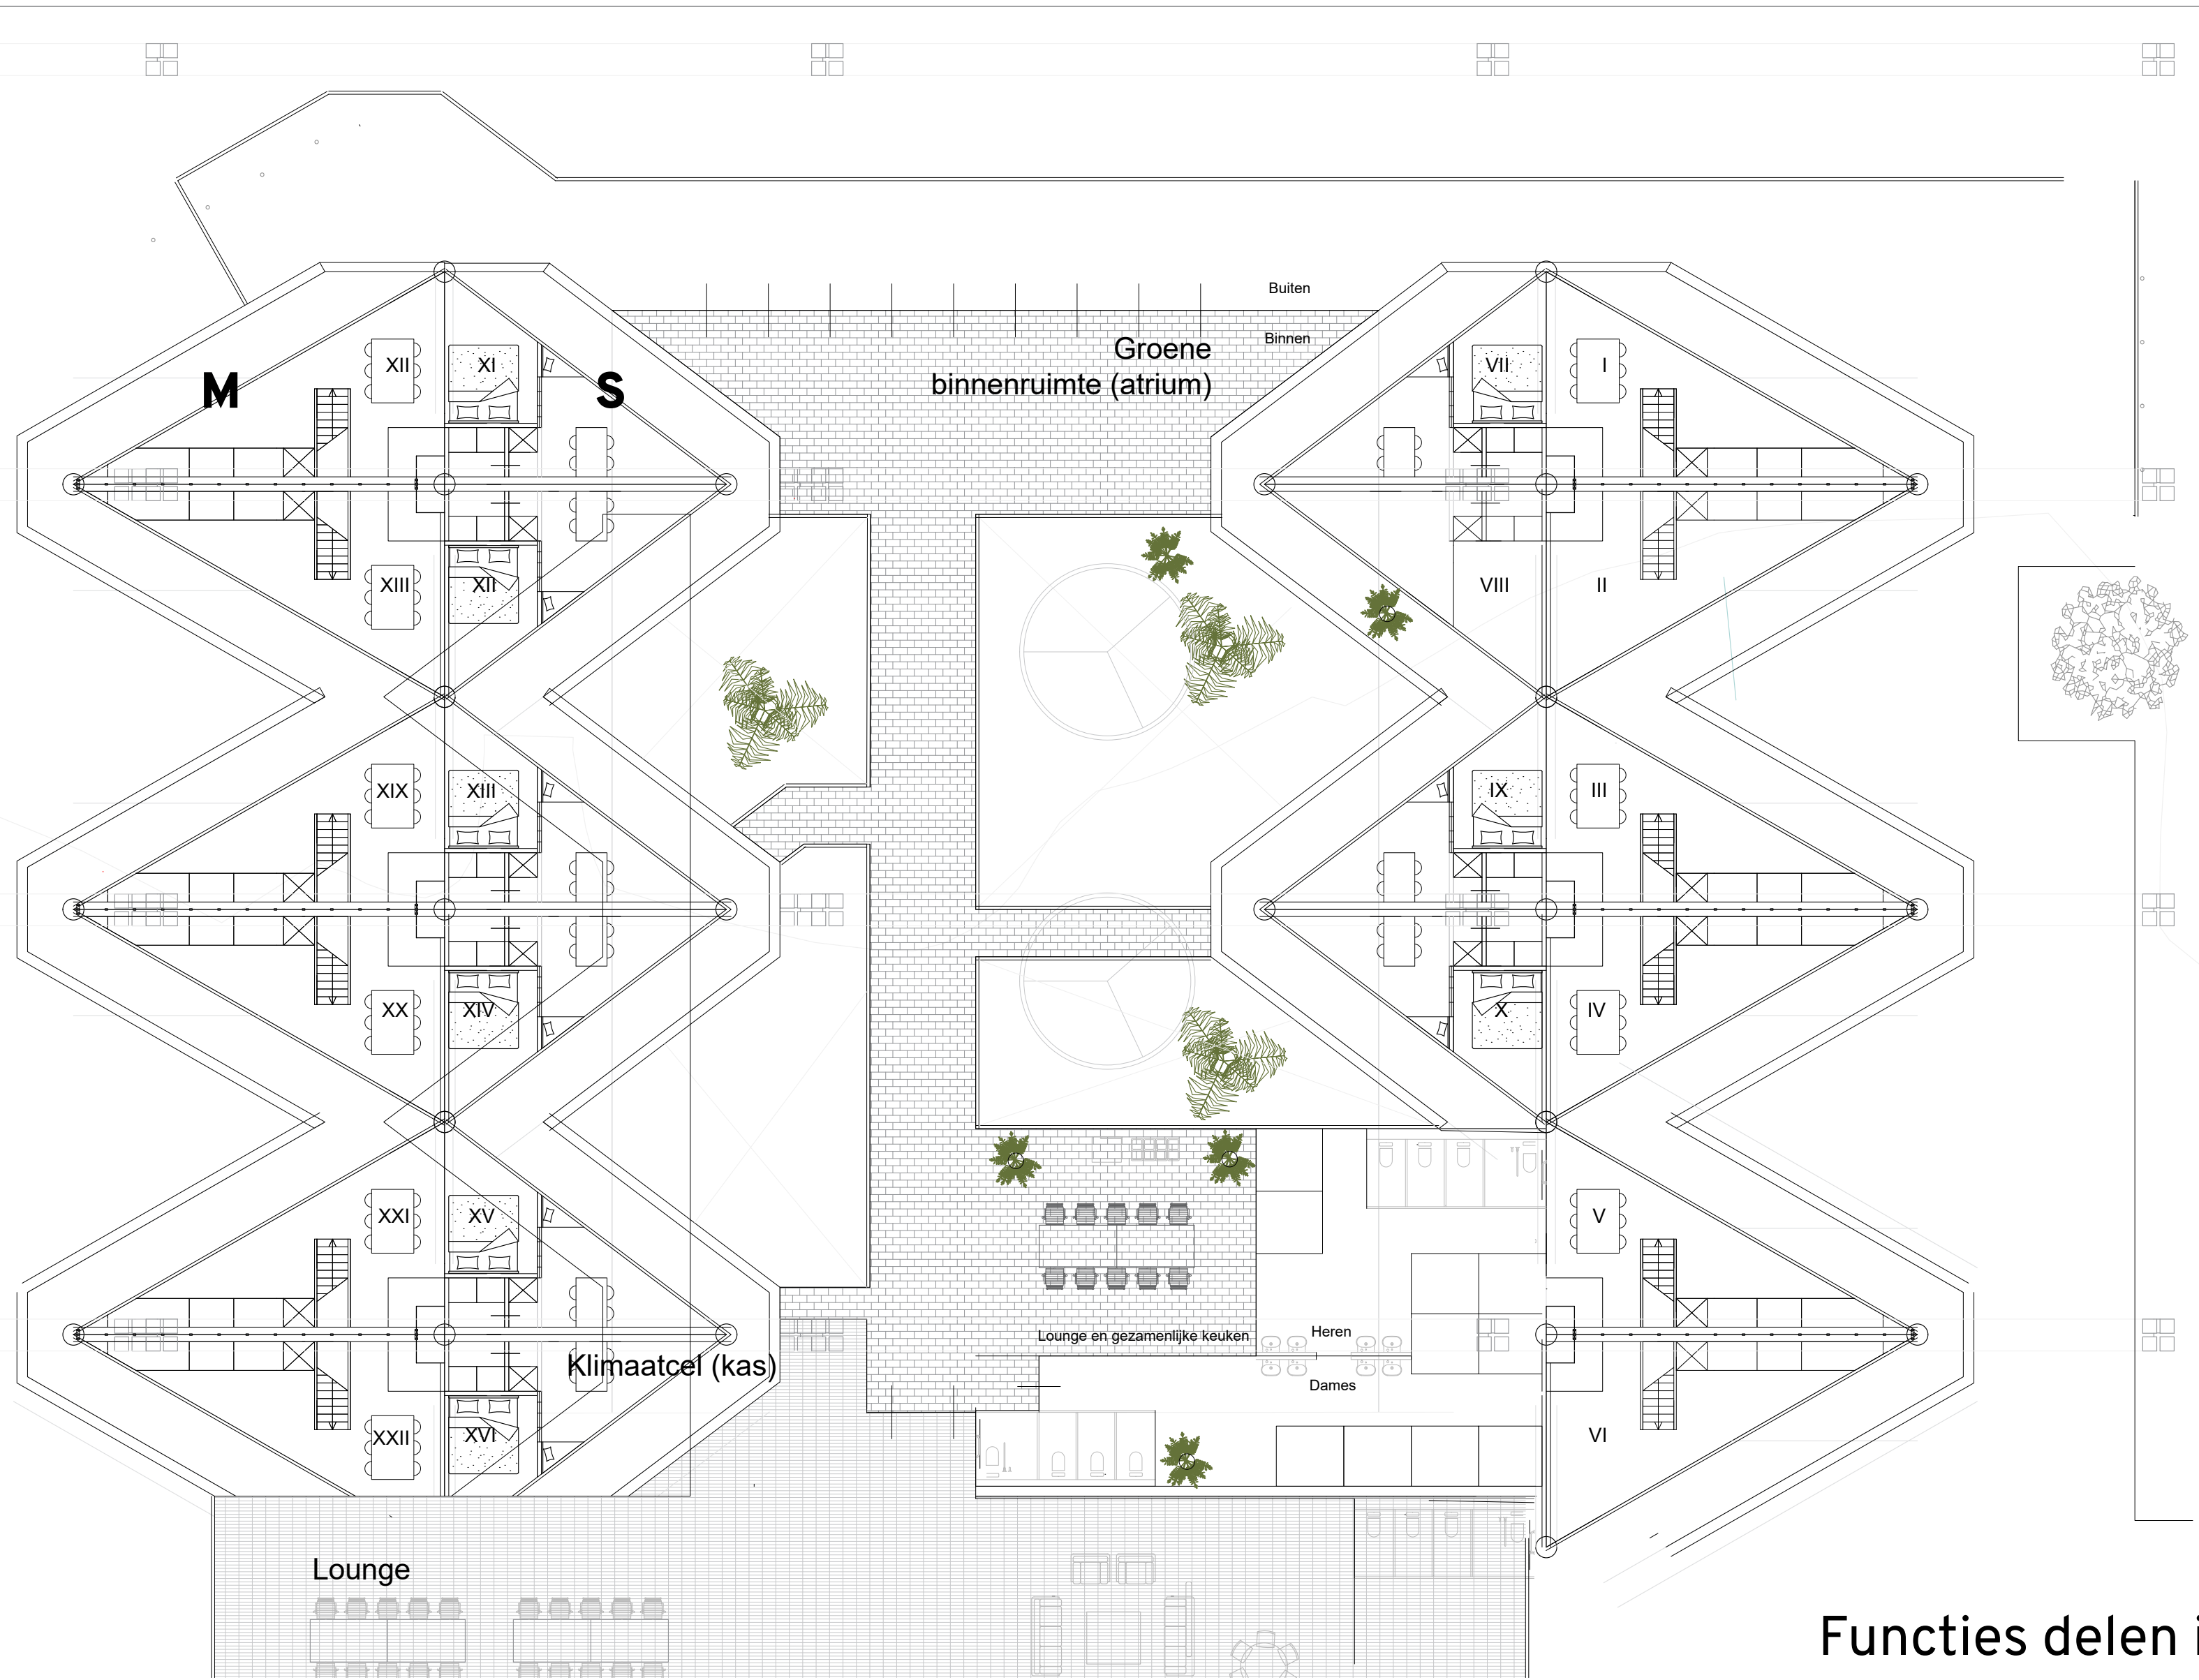 Buiten
Binnen
Groene
binnenruimte (atrium)
M
XII
XI
S
VII
I
XIII
XII
VIII
II
XIX
XIII
IX
III
XX
XIV
X
IV
XXI
XV
V
Lounge en gezamenlijke keuken
Heren
Klimaatcel (kas)
Dames
XXII
XVI
VI
Lounge
Functies delen i